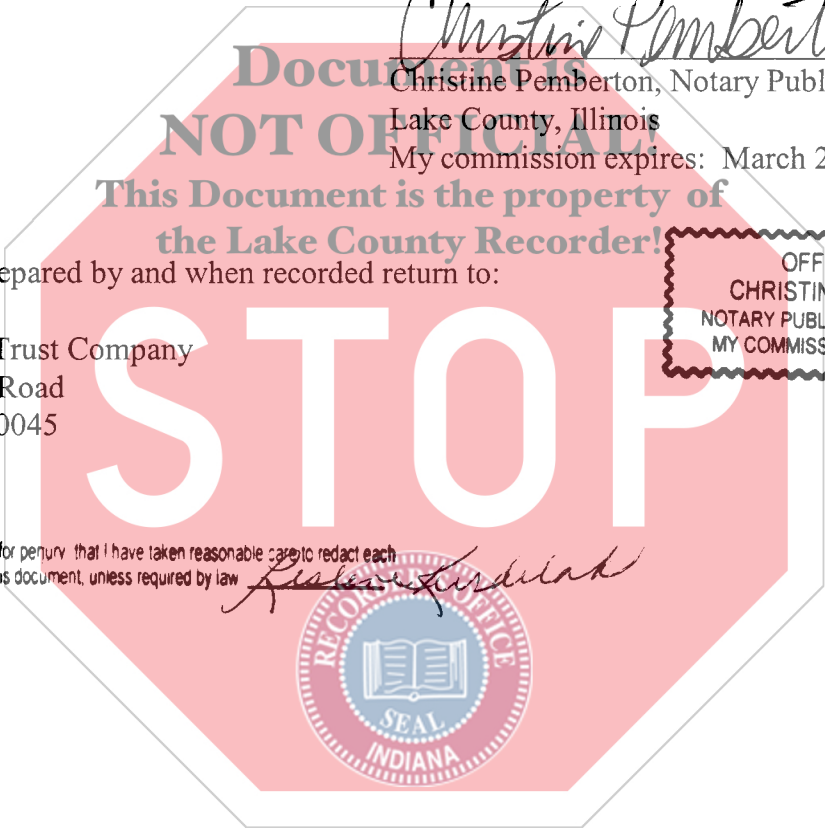 Christine Pembert
Document is
Christine Pemberton, Notary Publ
NOT OFFICIAL!
Lake County, Illinois
My commission expires: March 2
This Document is the property of
the Lake County Recorder!
epared by and when recorded return to:
OFF
CHRISTIN
NOTARY PUBL
MY COMMISS
Trust Company
Road
0045
STOP
for perjury that I have taken reasonable care to redact each
is document, unless required by law
RECORDER'S OFFICE
SEAL
INDIANA